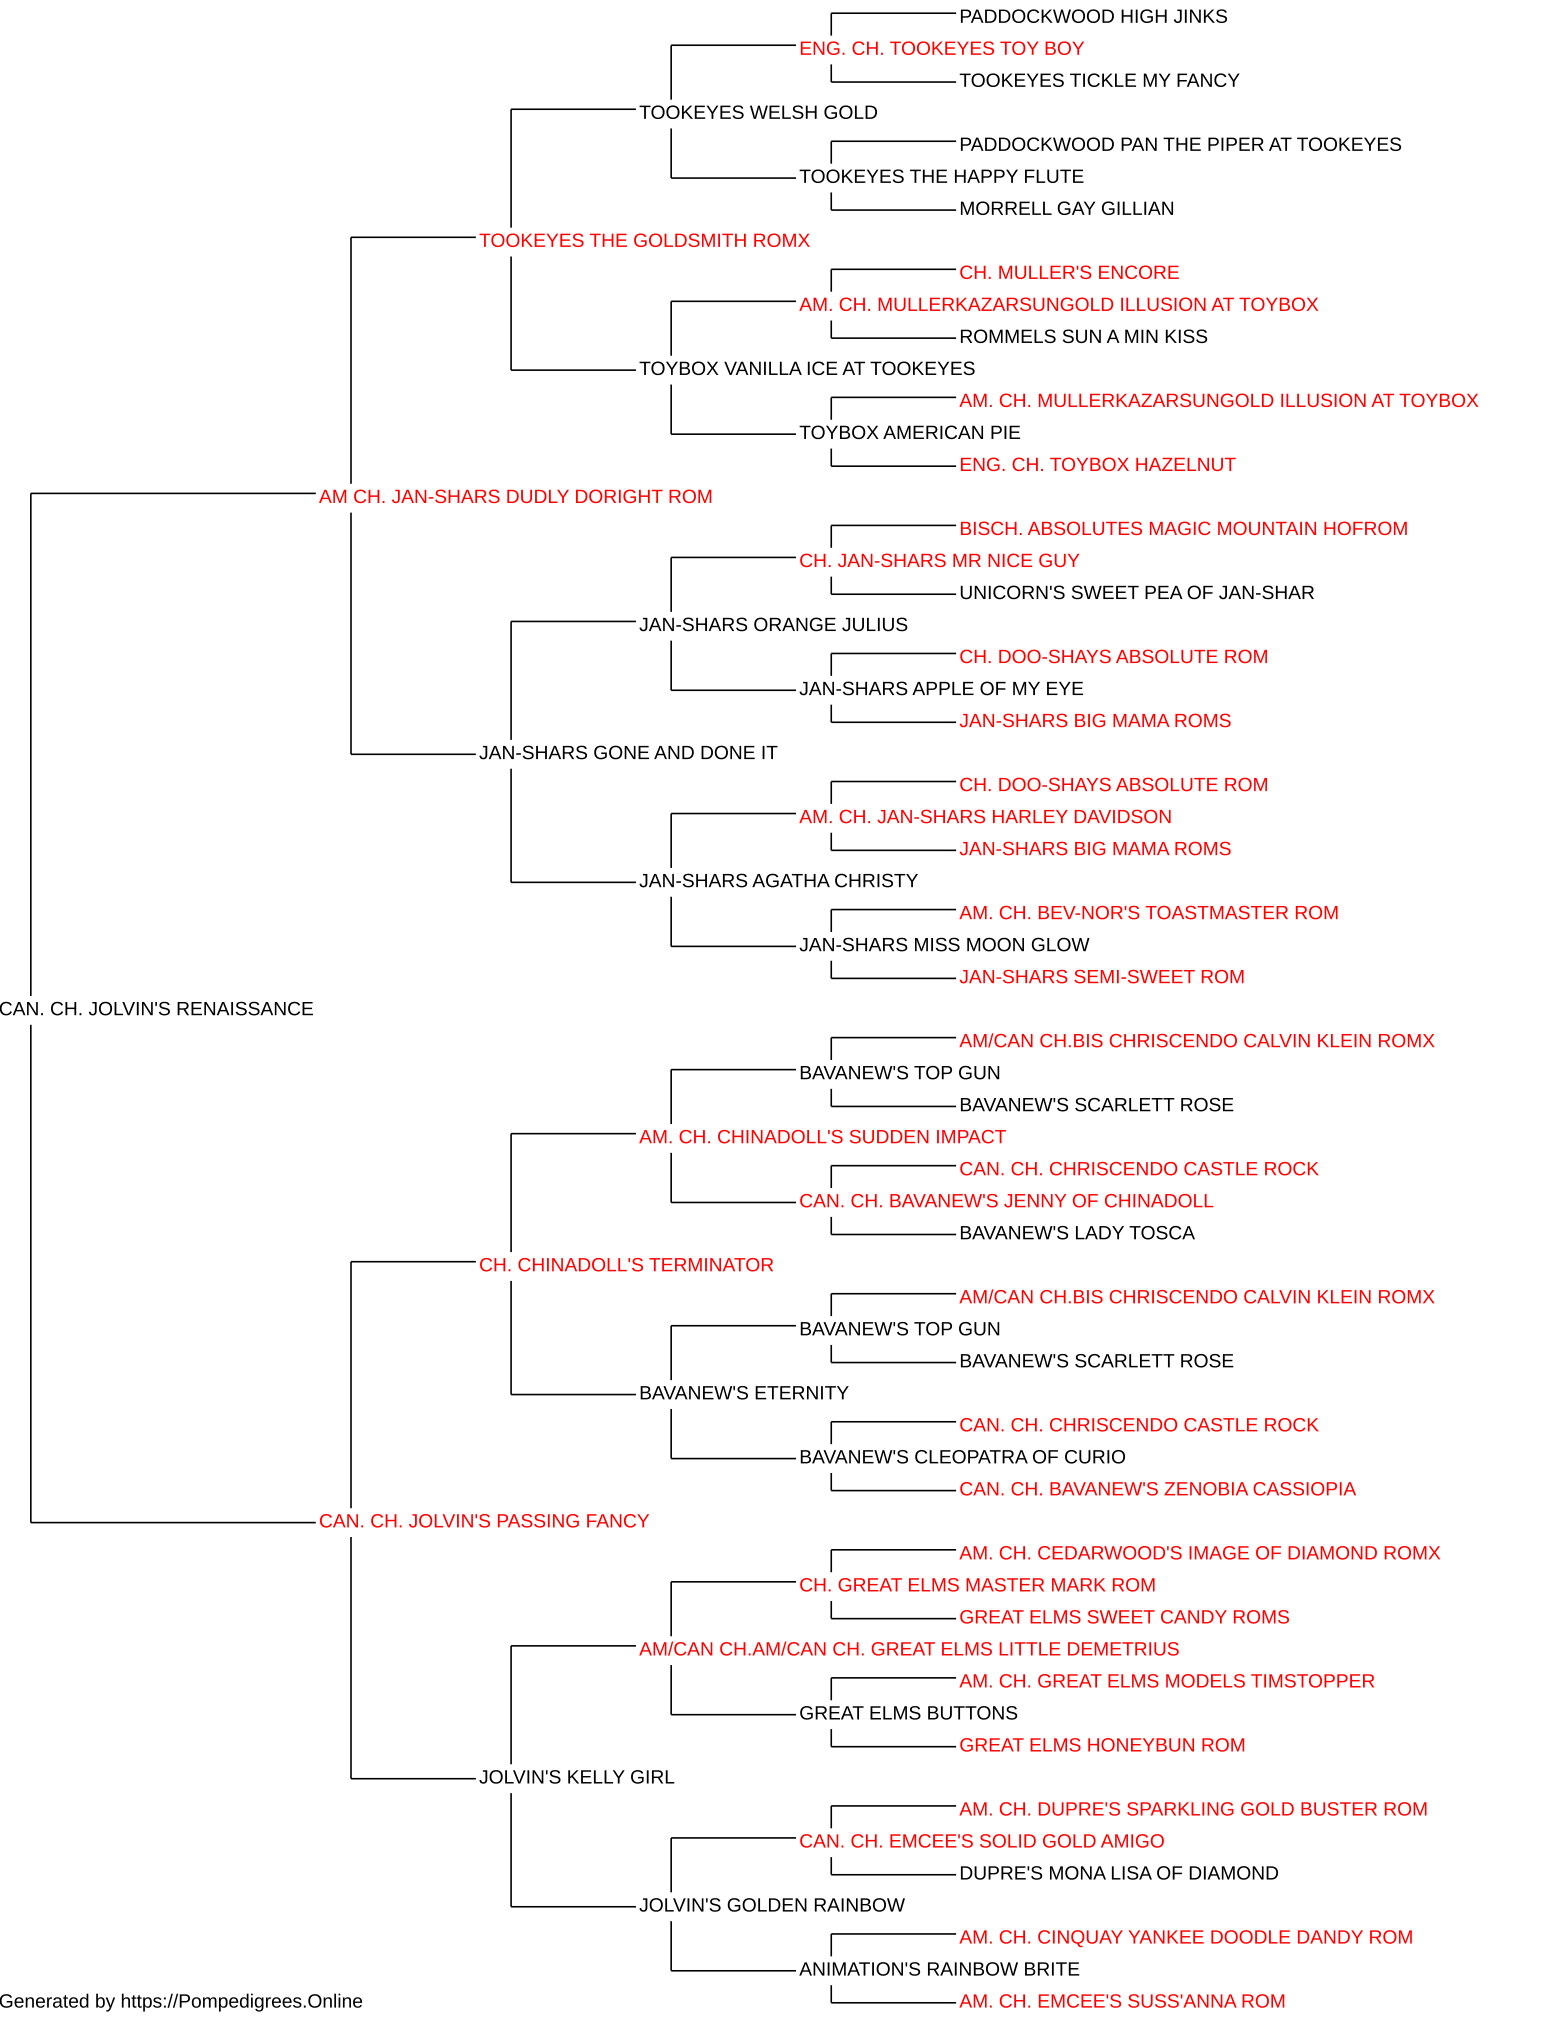 PADDOCKWOOD HIGH JINKS
ENG. CH. TOOKEYES TOY BOY
TOOKEYES TICKLE MY FANCY
TOOKEYES WELSH GOLD
PADDOCKWOOD PAN THE PIPER AT TOOKEYES
TOOKEYES THE HAPPY FLUTE
MORRELL GAY GILLIAN
TOOKEYES THE GOLDSMITH ROMX
CH. MULLER'S ENCORE
AM. CH. MULLERKAZARSUNGOLD ILLUSION AT TOYBOX
ROMMELS SUN A MIN KISS
TOYBOX VANILLA ICE AT TOOKEYES
AM. CH. MULLERKAZARSUNGOLD ILLUSION AT TOYBOX
TOYBOX AMERICAN PIE
ENG. CH. TOYBOX HAZELNUT
AM CH. JAN-SHARS DUDLY DORIGHT ROM
BISCH. ABSOLUTES MAGIC MOUNTAIN HOFROM
CH. JAN-SHARS MR NICE GUY
UNICORN'S SWEET PEA OF JAN-SHAR
JAN-SHARS ORANGE JULIUS
CH. DOO-SHAYS ABSOLUTE ROM
JAN-SHARS APPLE OF MY EYE
JAN-SHARS BIG MAMA ROMS
JAN-SHARS GONE AND DONE IT
CH. DOO-SHAYS ABSOLUTE ROM
AM. CH. JAN-SHARS HARLEY DAVIDSON
JAN-SHARS BIG MAMA ROMS
JAN-SHARS AGATHA CHRISTY
AM. CH. BEV-NOR'S TOASTMASTER ROM
JAN-SHARS MISS MOON GLOW
JAN-SHARS SEMI-SWEET ROM
CAN. CH. JOLVIN'S RENAISSANCE
AM/CAN CH.BIS CHRISCENDO CALVIN KLEIN ROMX
BAVANEW'S TOP GUN
BAVANEW'S SCARLETT ROSE
AM. CH. CHINADOLL'S SUDDEN IMPACT
CAN. CH. CHRISCENDO CASTLE ROCK
CAN. CH. BAVANEW'S JENNY OF CHINADOLL
BAVANEW'S LADY TOSCA
CH. CHINADOLL'S TERMINATOR
AM/CAN CH.BIS CHRISCENDO CALVIN KLEIN ROMX
BAVANEW'S TOP GUN
BAVANEW'S SCARLETT ROSE
BAVANEW'S ETERNITY
CAN. CH. CHRISCENDO CASTLE ROCK
BAVANEW'S CLEOPATRA OF CURIO
CAN. CH. BAVANEW'S ZENOBIA CASSIOPIA
CAN. CH. JOLVIN'S PASSING FANCY
AM. CH. CEDARWOOD'S IMAGE OF DIAMOND ROMX
CH. GREAT ELMS MASTER MARK ROM
GREAT ELMS SWEET CANDY ROMS
AM/CAN CH.AM/CAN CH. GREAT ELMS LITTLE DEMETRIUS
AM. CH. GREAT ELMS MODELS TIMSTOPPER
GREAT ELMS BUTTONS
GREAT ELMS HONEYBUN ROM
JOLVIN'S KELLY GIRL
AM. CH. DUPRE'S SPARKLING GOLD BUSTER ROM
CAN. CH. EMCEE'S SOLID GOLD AMIGO
DUPRE'S MONA LISA OF DIAMOND
JOLVIN'S GOLDEN RAINBOW
AM. CH. CINQUAY YANKEE DOODLE DANDY ROM
ANIMATION'S RAINBOW BRITE
AM. CH. EMCEE'S SUSS'ANNA ROM
Generated by https://Pompedigrees.Online